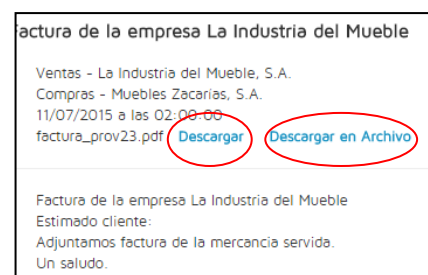 Factura de la empresa La Industria del Mueble
Ventas - La Industria del Mueble, S.A.
Compras - Muebles Zacarías, S.A.
11/07/2015 a las 02:00:00
factura_prov23.pdf Descargar Descargar en Archivo
Factura de la empresa La Industria del Mueble
Estimado cliente:
Adjuntamos factura de la mercancia servida.
Un saludo.